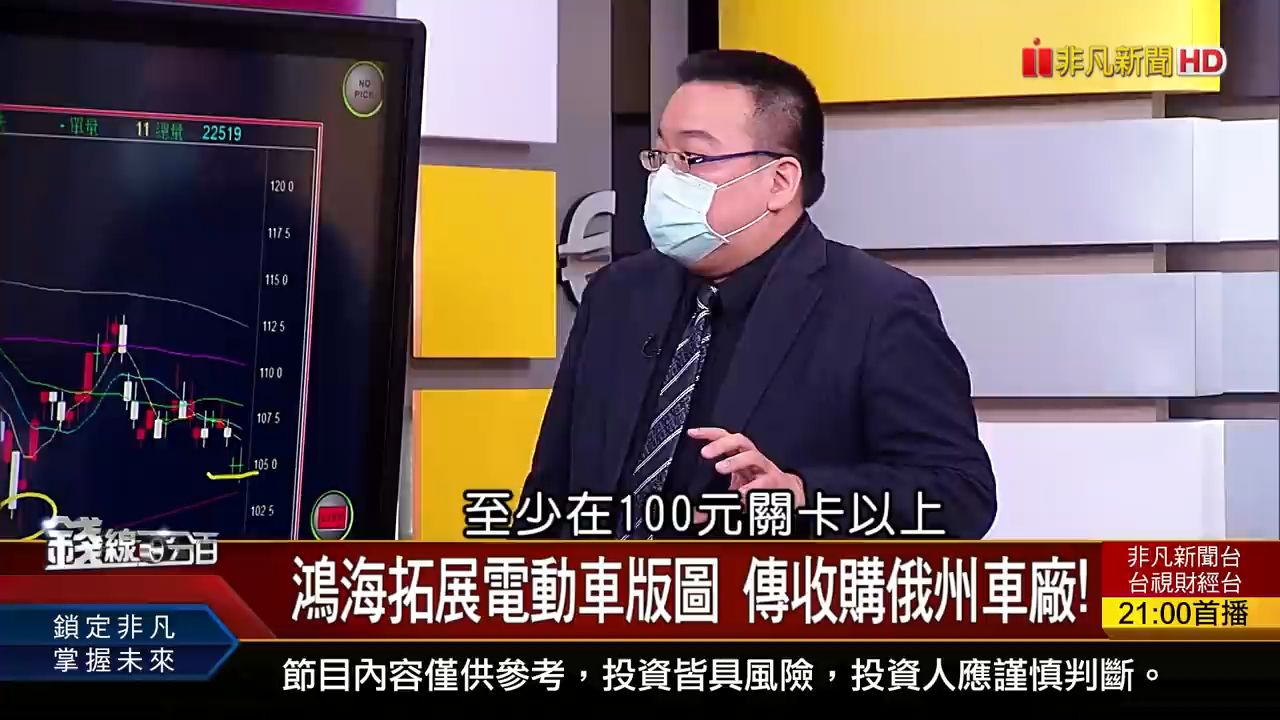 非凡新聞HD
NO
PICK
-單量 11 總量 22519
120 0
117 5
115 0
112 5
110 0
107 5
105 0
102 5
至少在100元關卡以上
錢線百分百
鴻海拓展電動車版圖 傳收購俄州車廠!
非凡新聞台
台視財經台
21:00首播
鎖定非凡
掌握未來
節目內容僅供參考，投資皆具風險，投資人應謹慎判斷。